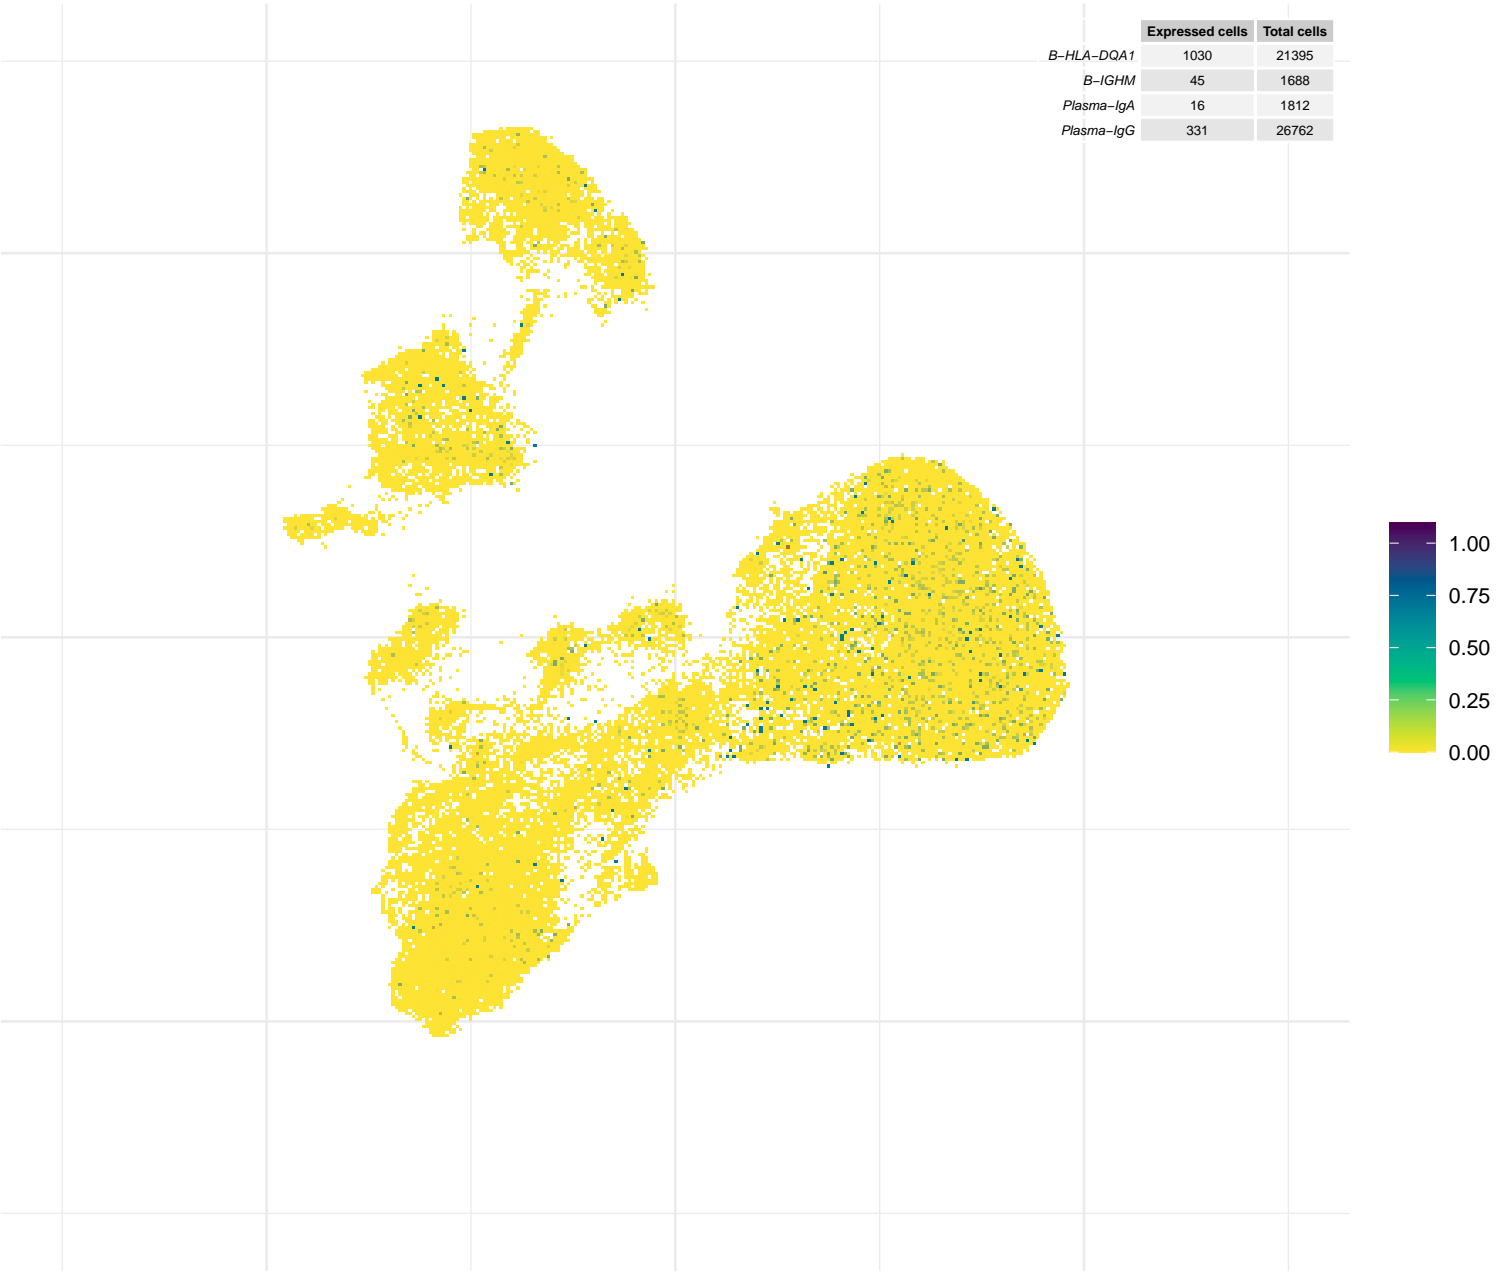 Expressed cells Total cells
B−HLA−DQA1 1030 21395
B−IGHM 45 1688
Plasma−IgA 16 1812
Plasma−IgG 331 26762
1.00
0.75
0.50
0.25
0.00